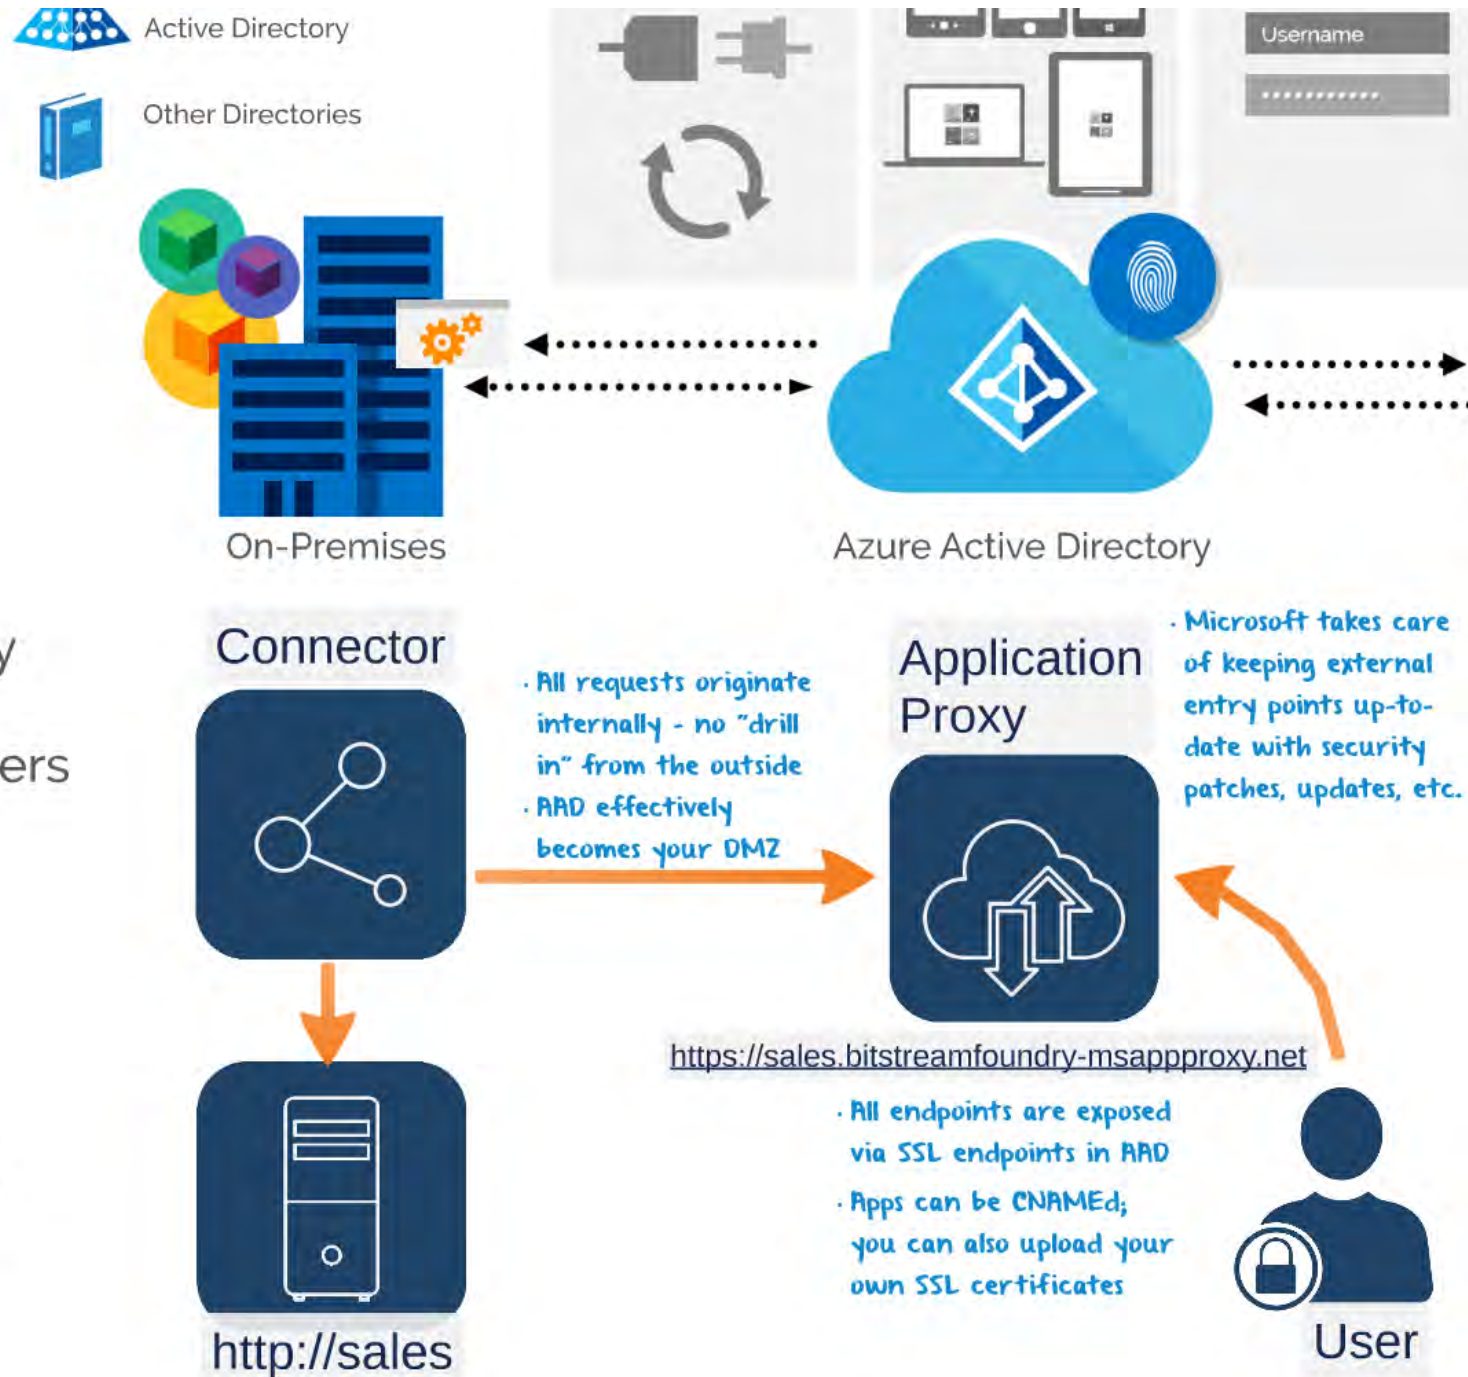 Active Directory
Username
Other Directories
On-Premises
Azure Active Directory
Connector
· All requests originate
internally - no "drill
in" from the outside
· AAD effectively
becomes your DMZ
Application
Proxy
· Microsoft takes care
of keeping external
entry points up-to-
date with security
patches, updates, etc.
y
ers
https://sales.bitstreamfoundry-msappproxy.net
· All endpoints are exposed
via SSL endpoints in AAD
· Apps can be CNAMEd;
you can also upload your
own SSL certificates
http://sales
User